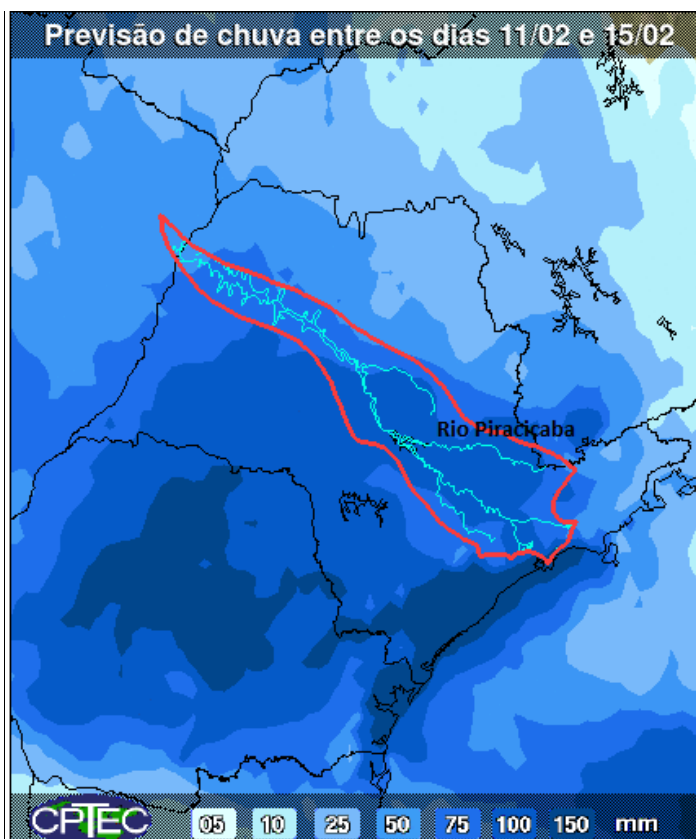 Previsão de chuva entre os dias 11/02 e 15/02
Rio Piracicaba
CPTEC 05 10 25 50 75 100 150 mm